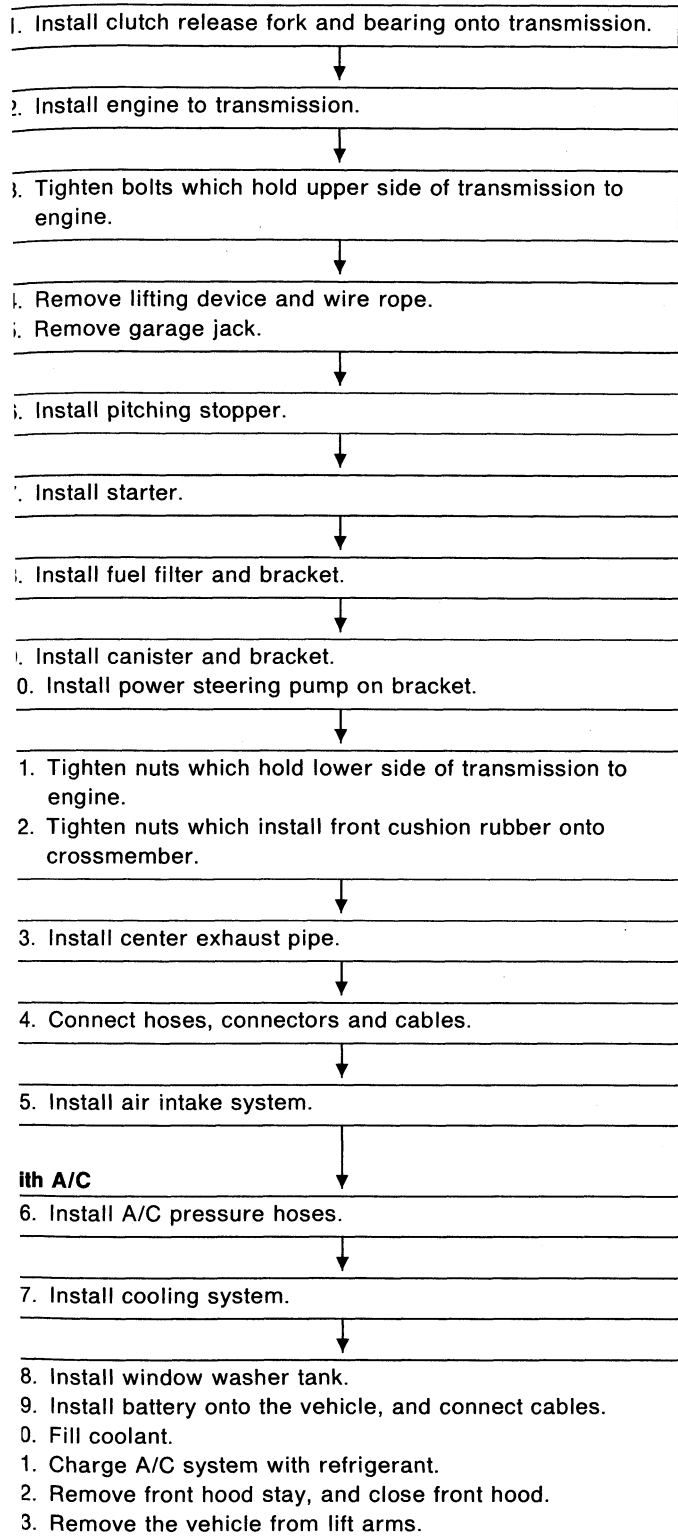 1. Install clutch release fork and bearing onto transmission.
2. Install engine to transmission.
3. Tighten bolts which hold upper side of transmission to
engine.
4. Remove lifting device and wire rope.
5. Remove garage jack.
6. Install pitching stopper.
7. Install starter.
8. Install fuel filter and bracket.
9. Install canister and bracket.
0. Install power steering pump on bracket.
1. Tighten nuts which hold lower side of transmission to
engine.
2. Tighten nuts which install front cushion rubber onto
crossmember.
3. Install center exhaust pipe.
4. Connect hoses, connectors and cables.
5. Install air intake system.
ith A/C
6. Install A/C pressure hoses.
7. Install cooling system.
8. Install window washer tank.
9. Install battery onto the vehicle, and connect cables.
0. Fill coolant.
1. Charge A/C system with refrigerant.
2. Remove front hood stay, and close front hood.
3. Remove the vehicle from lift arms.